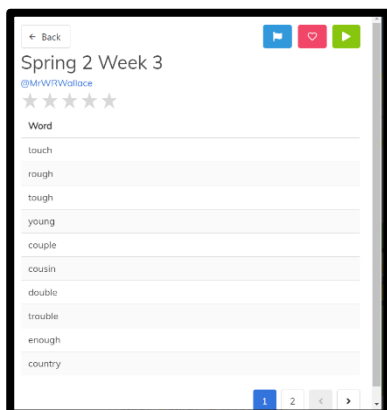 ← Back
Spring 2 Week 3
@MrWRWallace
Word
touch
rough
tough
young
couple
cousin
double
trouble
enough
country
1 2 < >